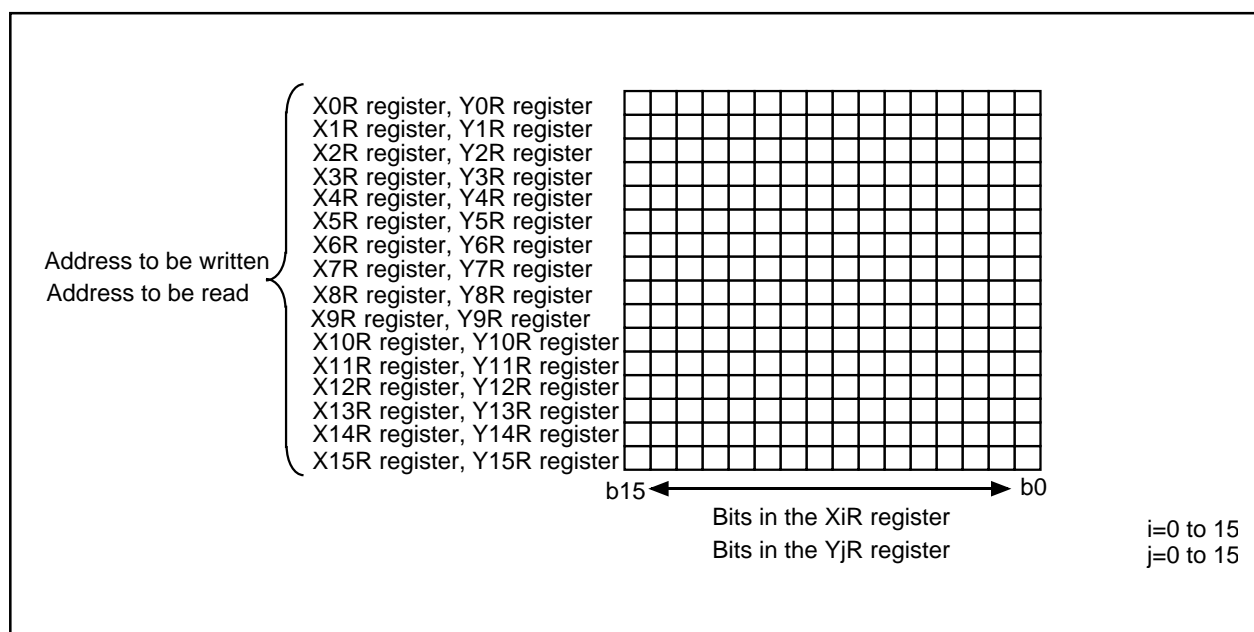 X0R register, Y0R register
X1R register, Y1R register
X2R register, Y2R register
X3R register, Y3R register
X4R register, Y4R register
X5R register, Y5R register
X6R register, Y6R register
Address to be written
X7R register, Y7R register
Address to be read
X8R register, Y8R register
X9R register, Y9R register
X10R register, Y10R register
X11R register, Y11R register
X12R register, Y12R register
X13R register, Y13R register
X14R register, Y14R register
X15R register, Y15R register
b15 b0
Bits in the XiR register
i=0 to 15
Bits in the YjR register
j=0 to 15